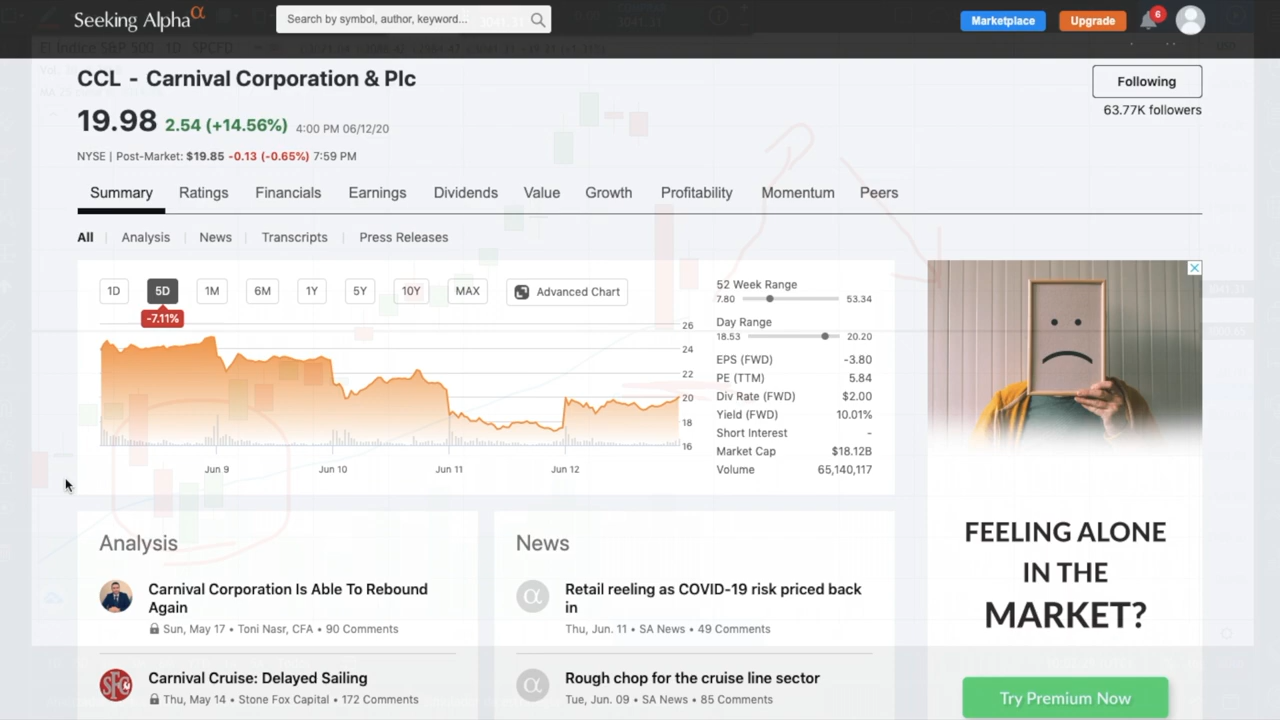 Seeking Alpha α
Search by symbol, author, keyword...
Marketplace
Upgrade
6
CCL - Carnival Corporation & Plc
Following
19.98 2.54 (+14.56%) 4:00 PM 06/12/20
63.77K followers
NYSE | Post-Market: $19.85 -0.13 (-0.65%) 7:59 PM
Summary Ratings Financials Earnings Dividends Value Growth Profitability Momentum Peers
All | Analysis | News | Transcripts | Press Releases
1D 5D 1M 6M 1Y 5Y 10Y MAX Advanced Chart
-7.11%
26
24
22
20
18
16
Jun 9 Jun 10 Jun 11 Jun 12
52 Week Range
7.80 53.34
Day Range
18.53 20.20
EPS (FWD) -3.80
PE (TTM) 5.84
Div Rate (FWD) $2.00
Yield (FWD) 10.01%
Short Interest -
Market Cap $18.12B
Volume 65,140,117
Analysis
Carnival Corporation Is Able To Rebound
Again
Sun, May 17 • Toni Nasr, CFA • 90 Comments
Carnival Cruise: Delayed Sailing
Thu, May 14 • Stone Fox Capital • 172 Comments
News
Retail reeling as COVID-19 risk priced back
in
Thu, Jun. 11 • SA News • 49 Comments
Rough chop for the cruise line sector
Tue, Jun. 09 • SA News • 85 Comments
FEELING ALONE
IN THE
MARKET?
Try Premium Now